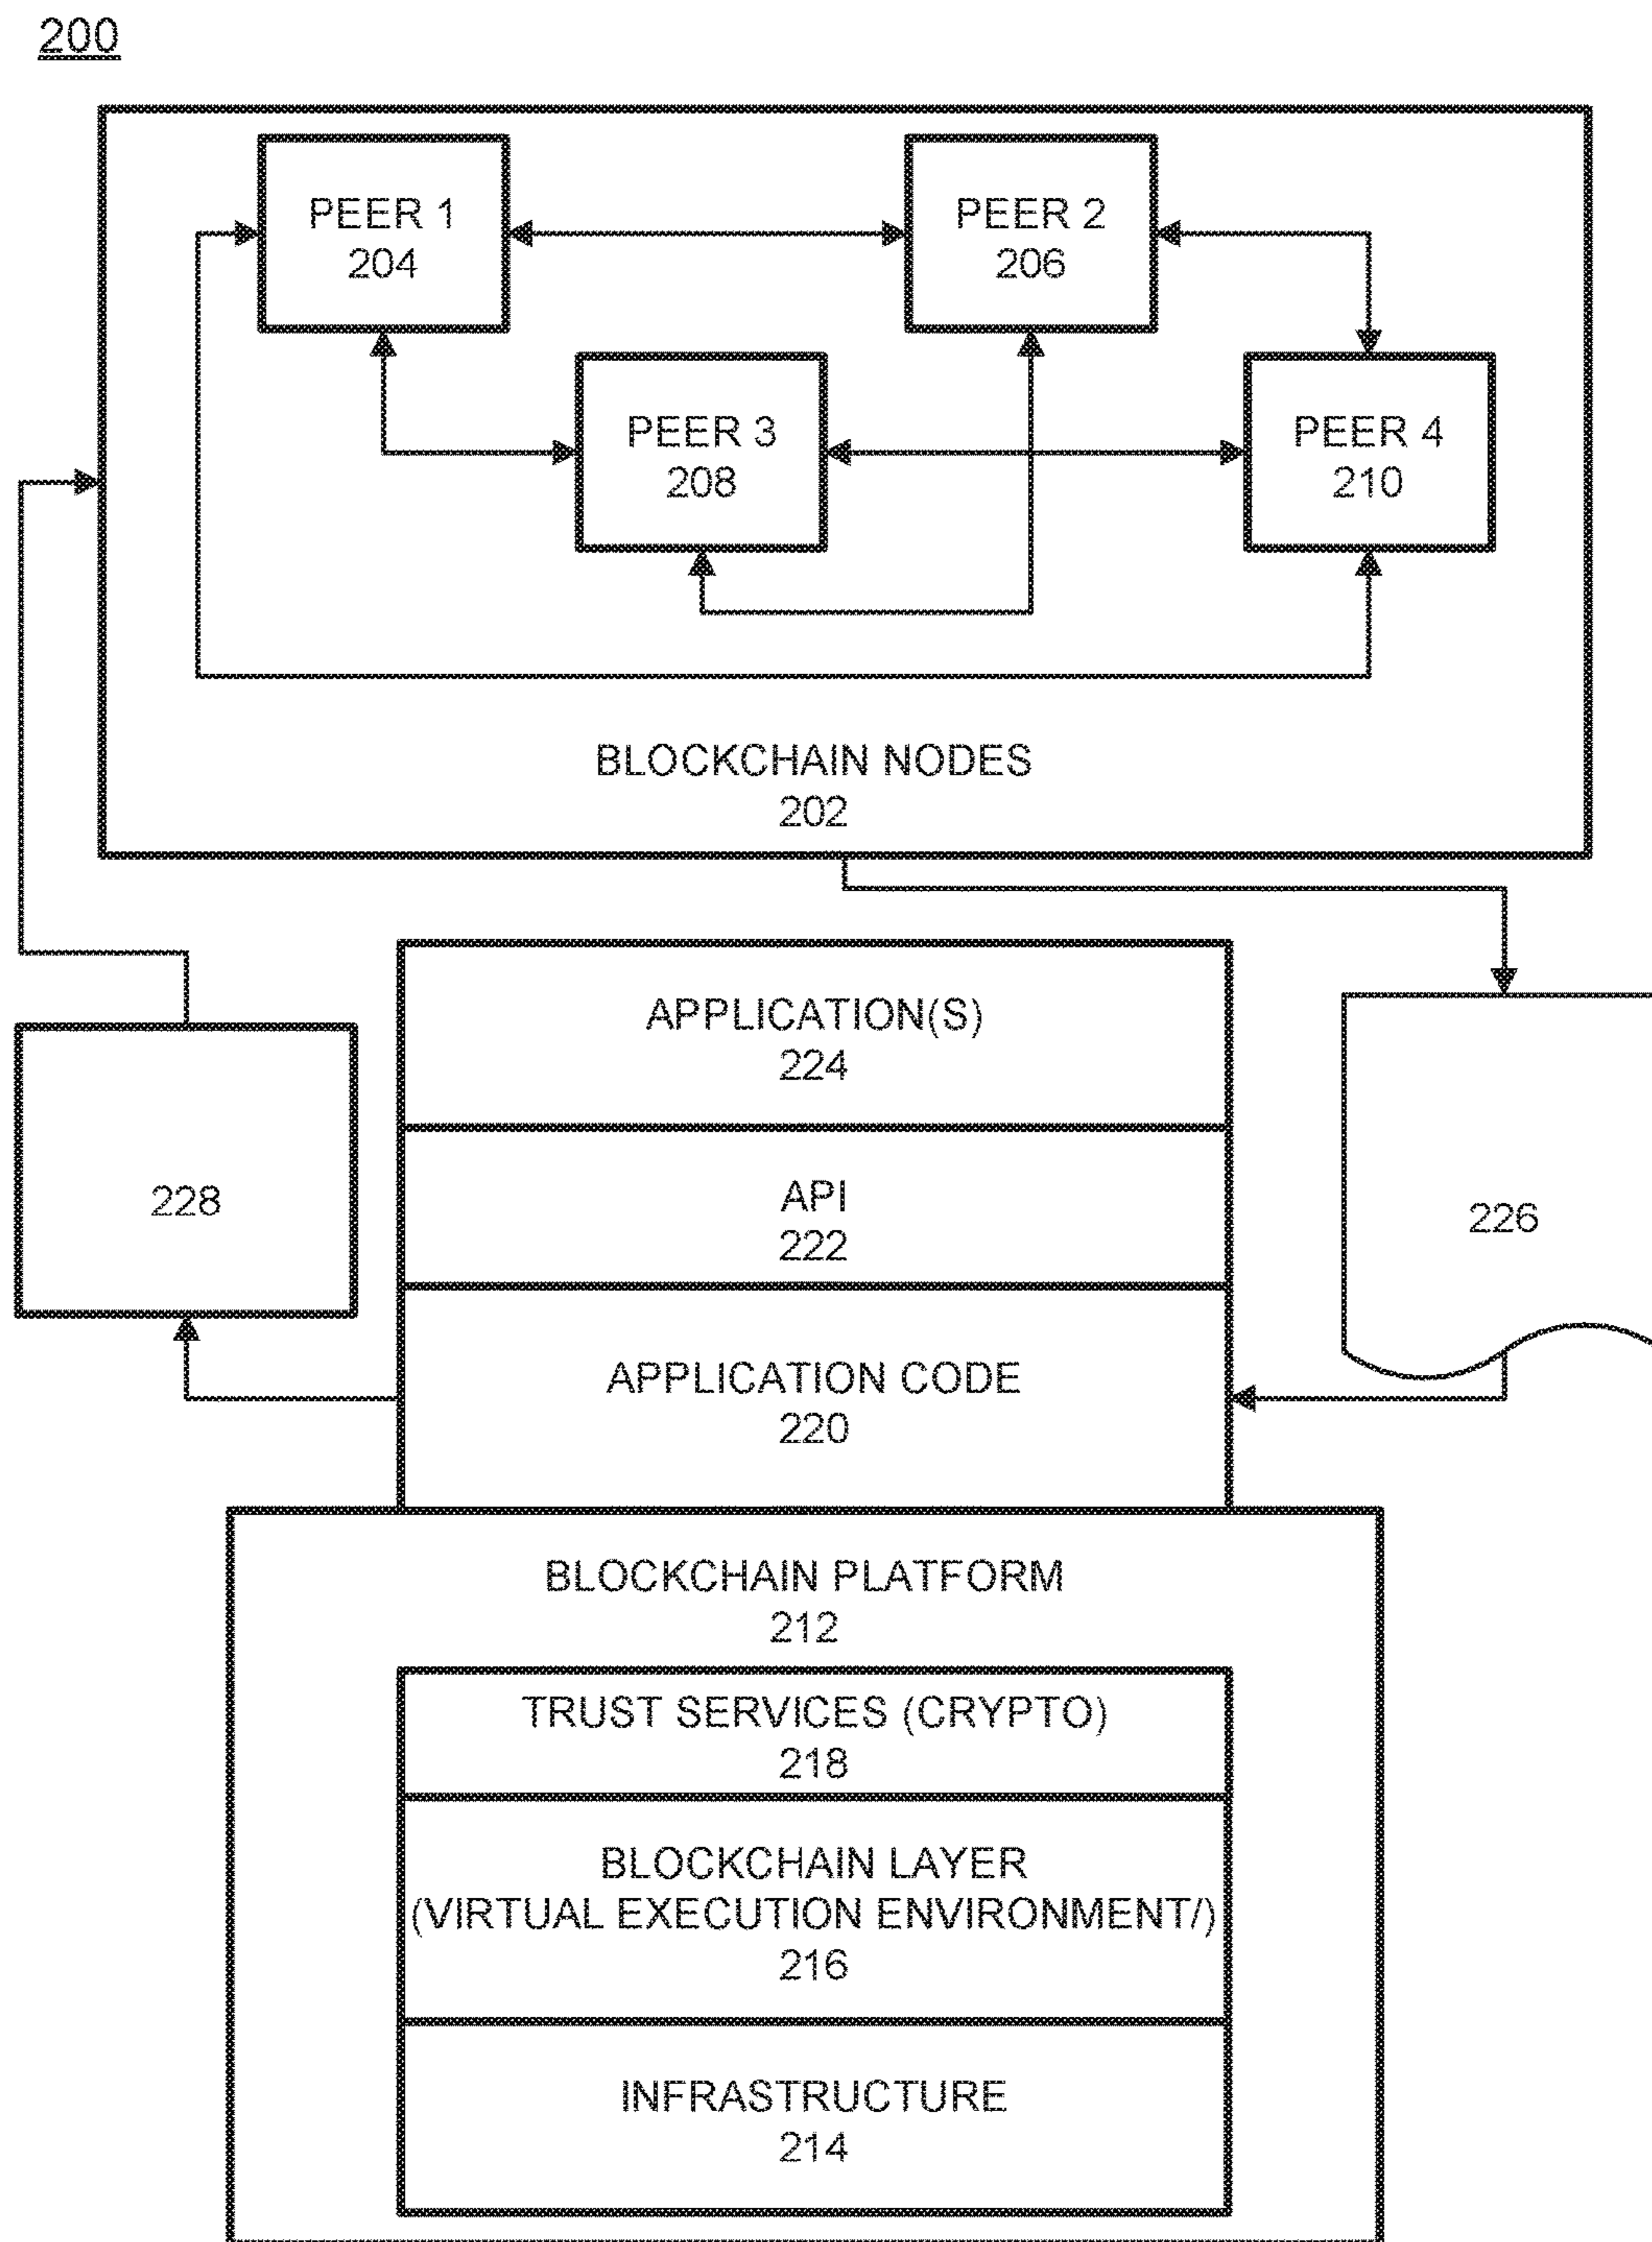 200
PEER 1
204
PEER 2
206
PEER 3
208
PEER 4
210
BLOCKCHAIN NODES
202
APPLICATION(S)
224
API
222
228
226
APPLICATION CODE
220
BLOCKCHAIN PLATFORM
212
TRUST SERVICES (CRYPTO)
218
BLOCKCHAIN LAYER
(VIRTUAL EXECUTION ENVIRONMENT/)
216
INFRASTRUCTURE
214